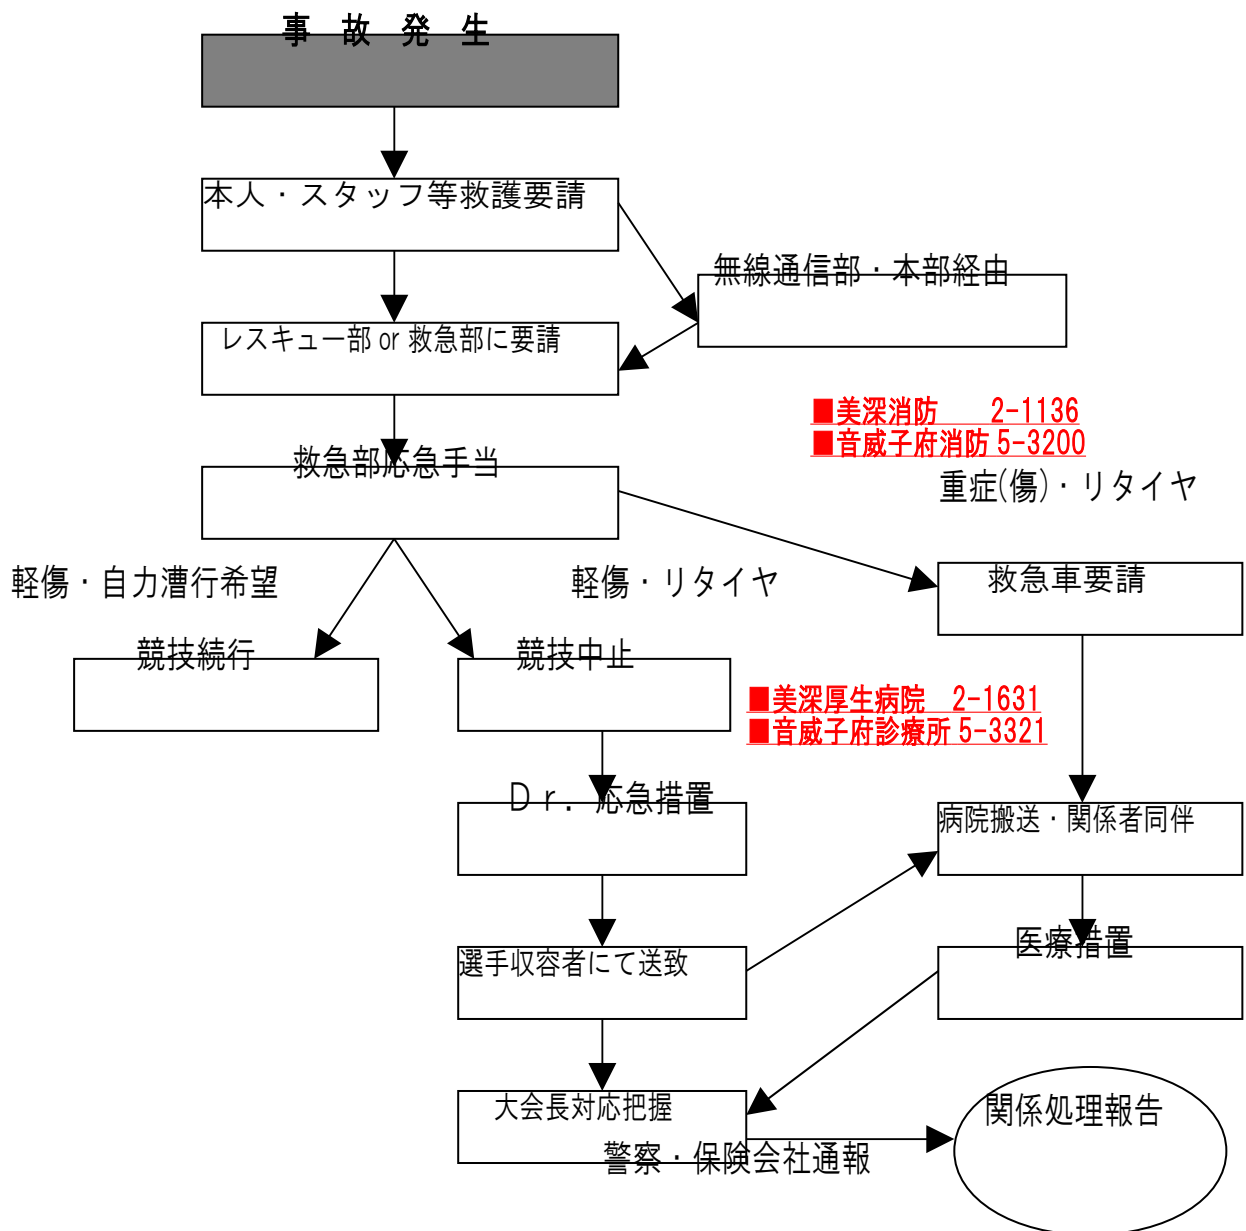 事 故 発 生
本人・スタッフ等救護要請
無線通信部・本部経由
レスキュー部 or 救急部に要請
■美深消防 2-1136
■音威子府消防 5-3200
救急部応急手当
重症(傷)・リタイヤ
軽傷・自力漕行希望
軽傷・リタイヤ
救急車要請
競技続行
競技中止
■美深厚生病院 2-1631
■音威子府診療所 5-3321
Ｄｒ．応急措置
病院搬送・関係者同伴
選手収容者にて送致
医療措置
大会長対応把握
関係処理報告
警察・保険会社通報